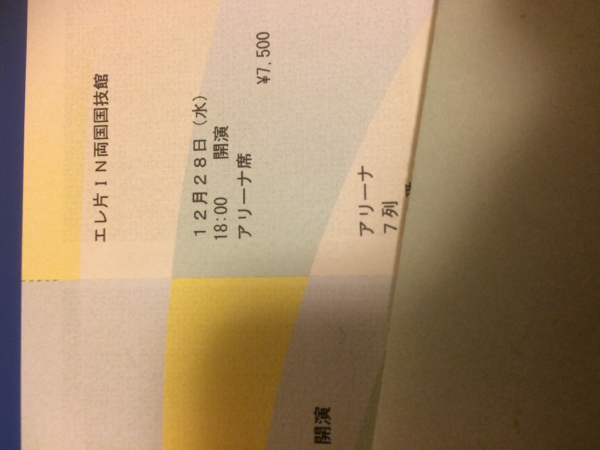 エレ片IN両国国技館
12月28日（水）
18:00 開演
アリーナ席
¥7,500
アリーナ
7列
開演